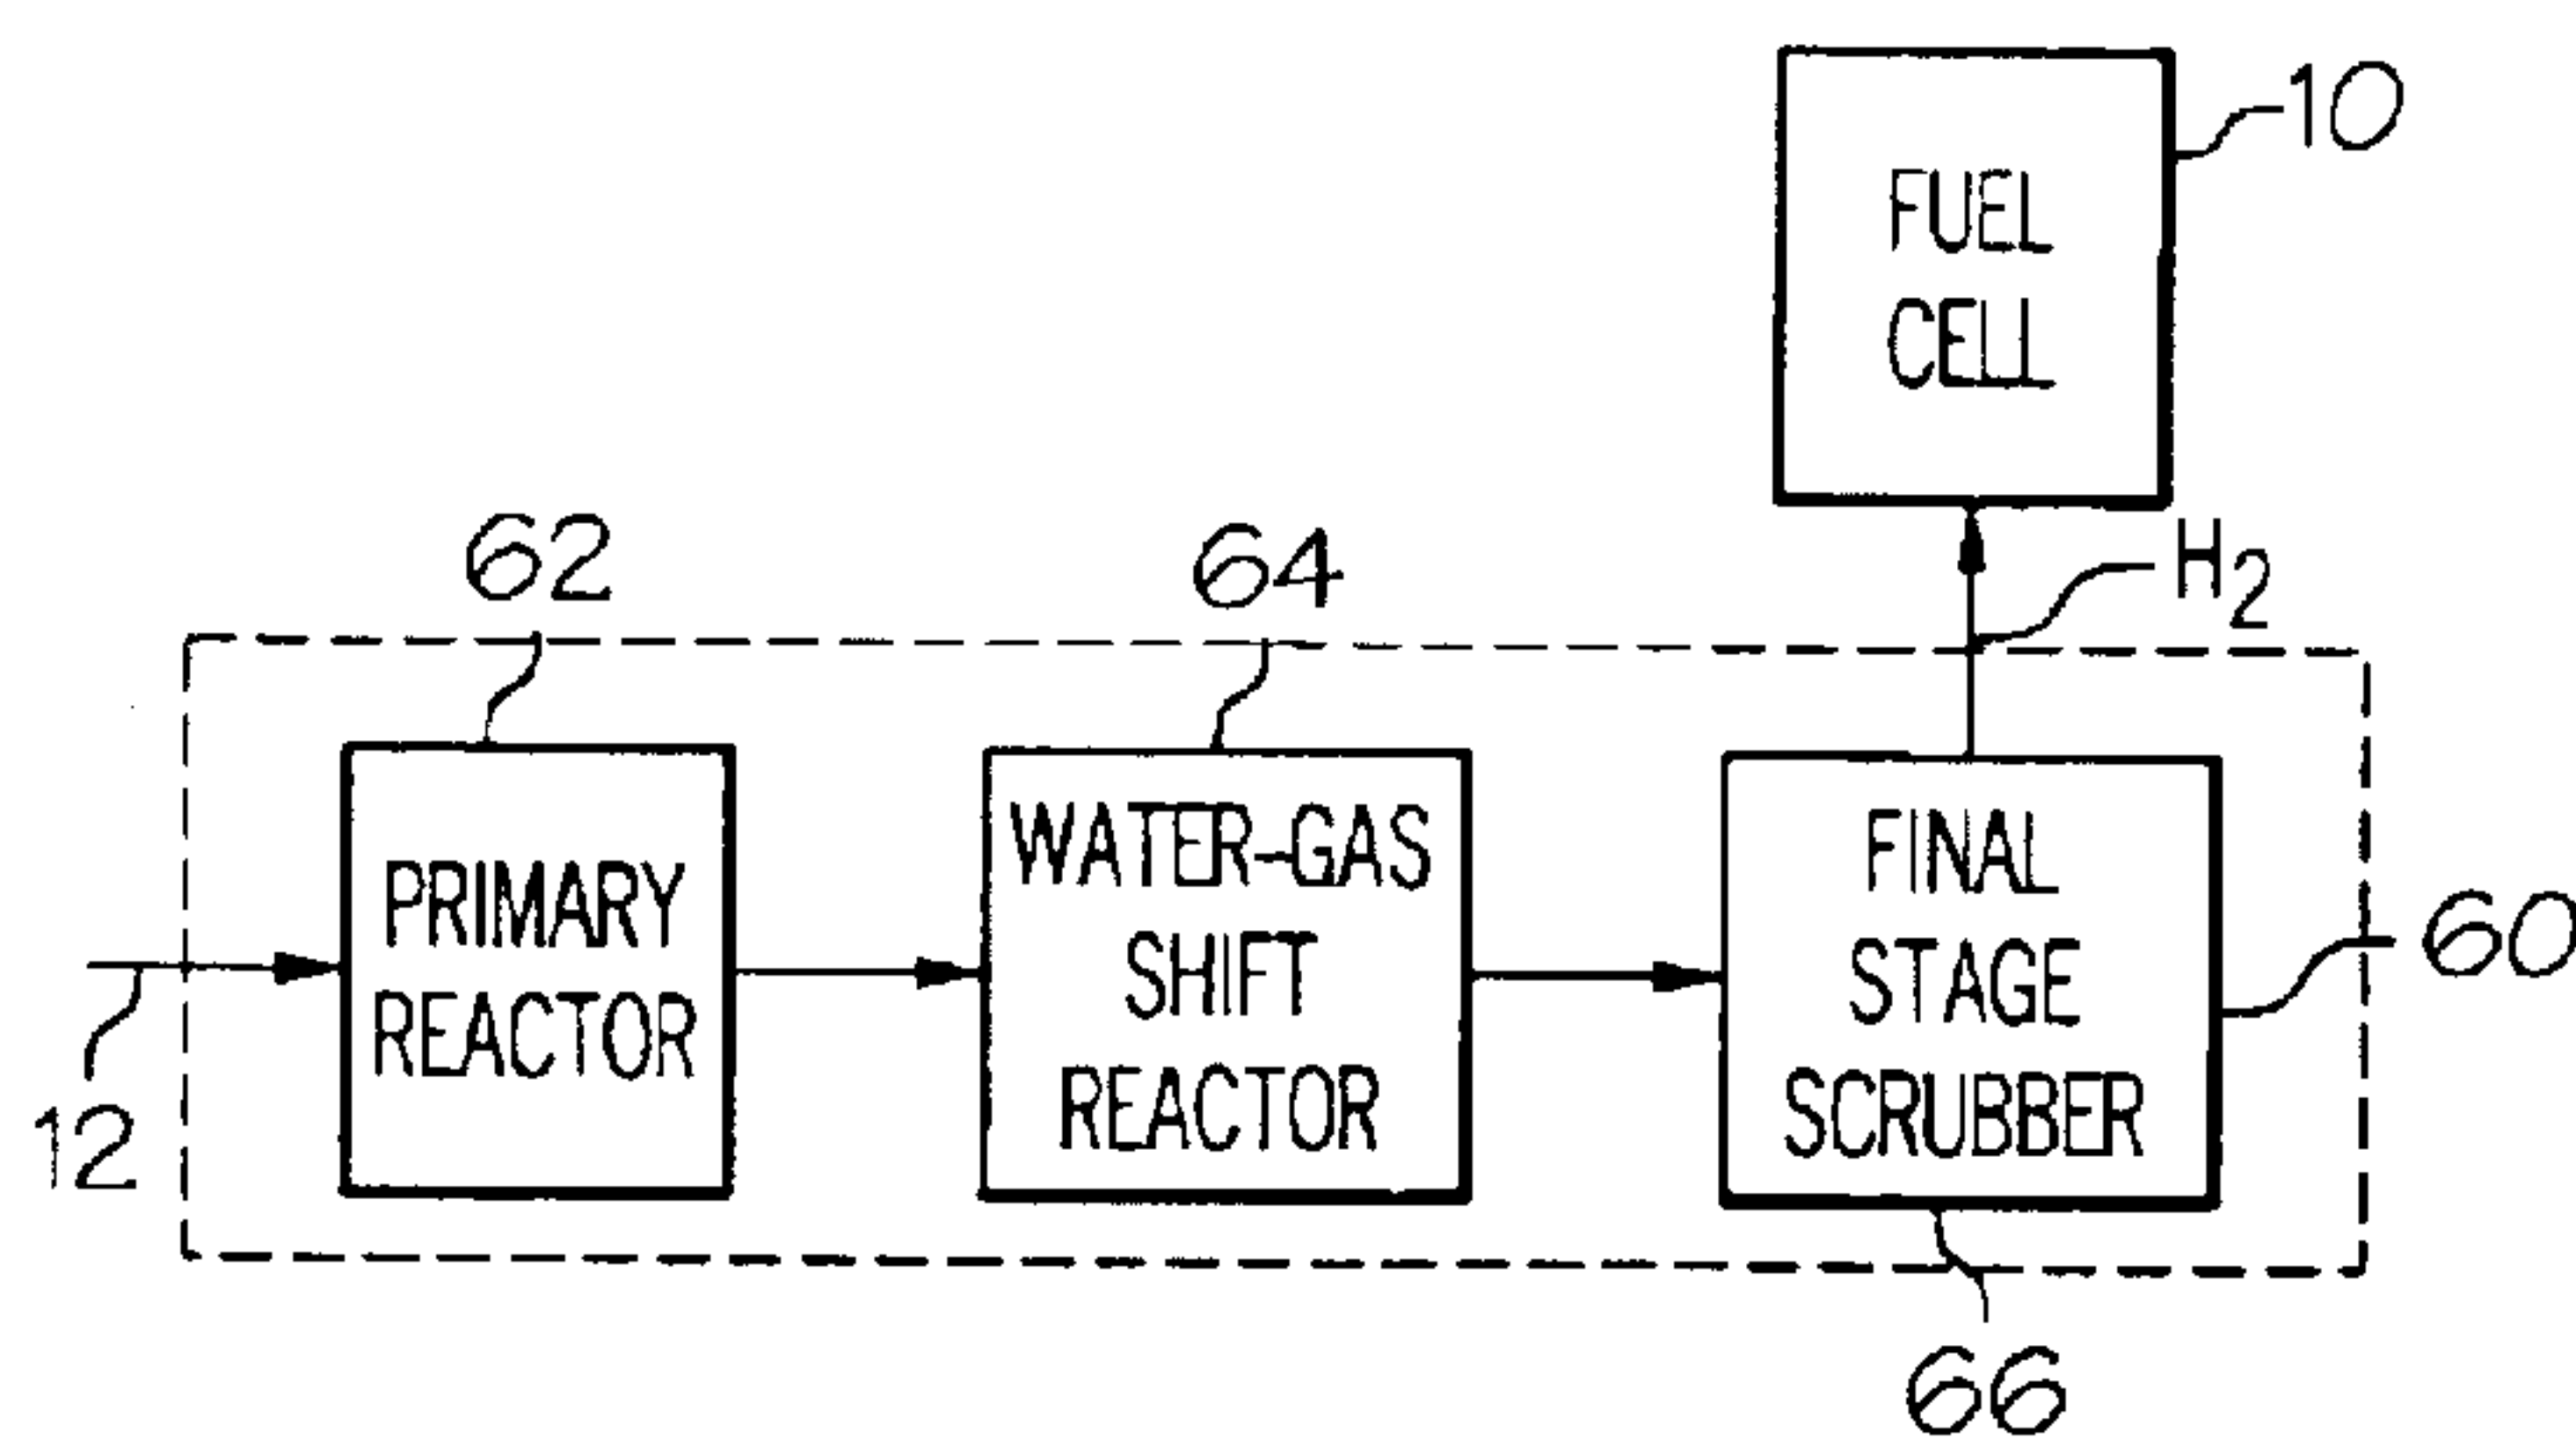 10
FUEL
CELL
H2
62
64
PRIMARY
REACTOR
WATER-GAS
SHIFT
REACTOR
FINAL
STAGE
SCRUBBER
60
12
66